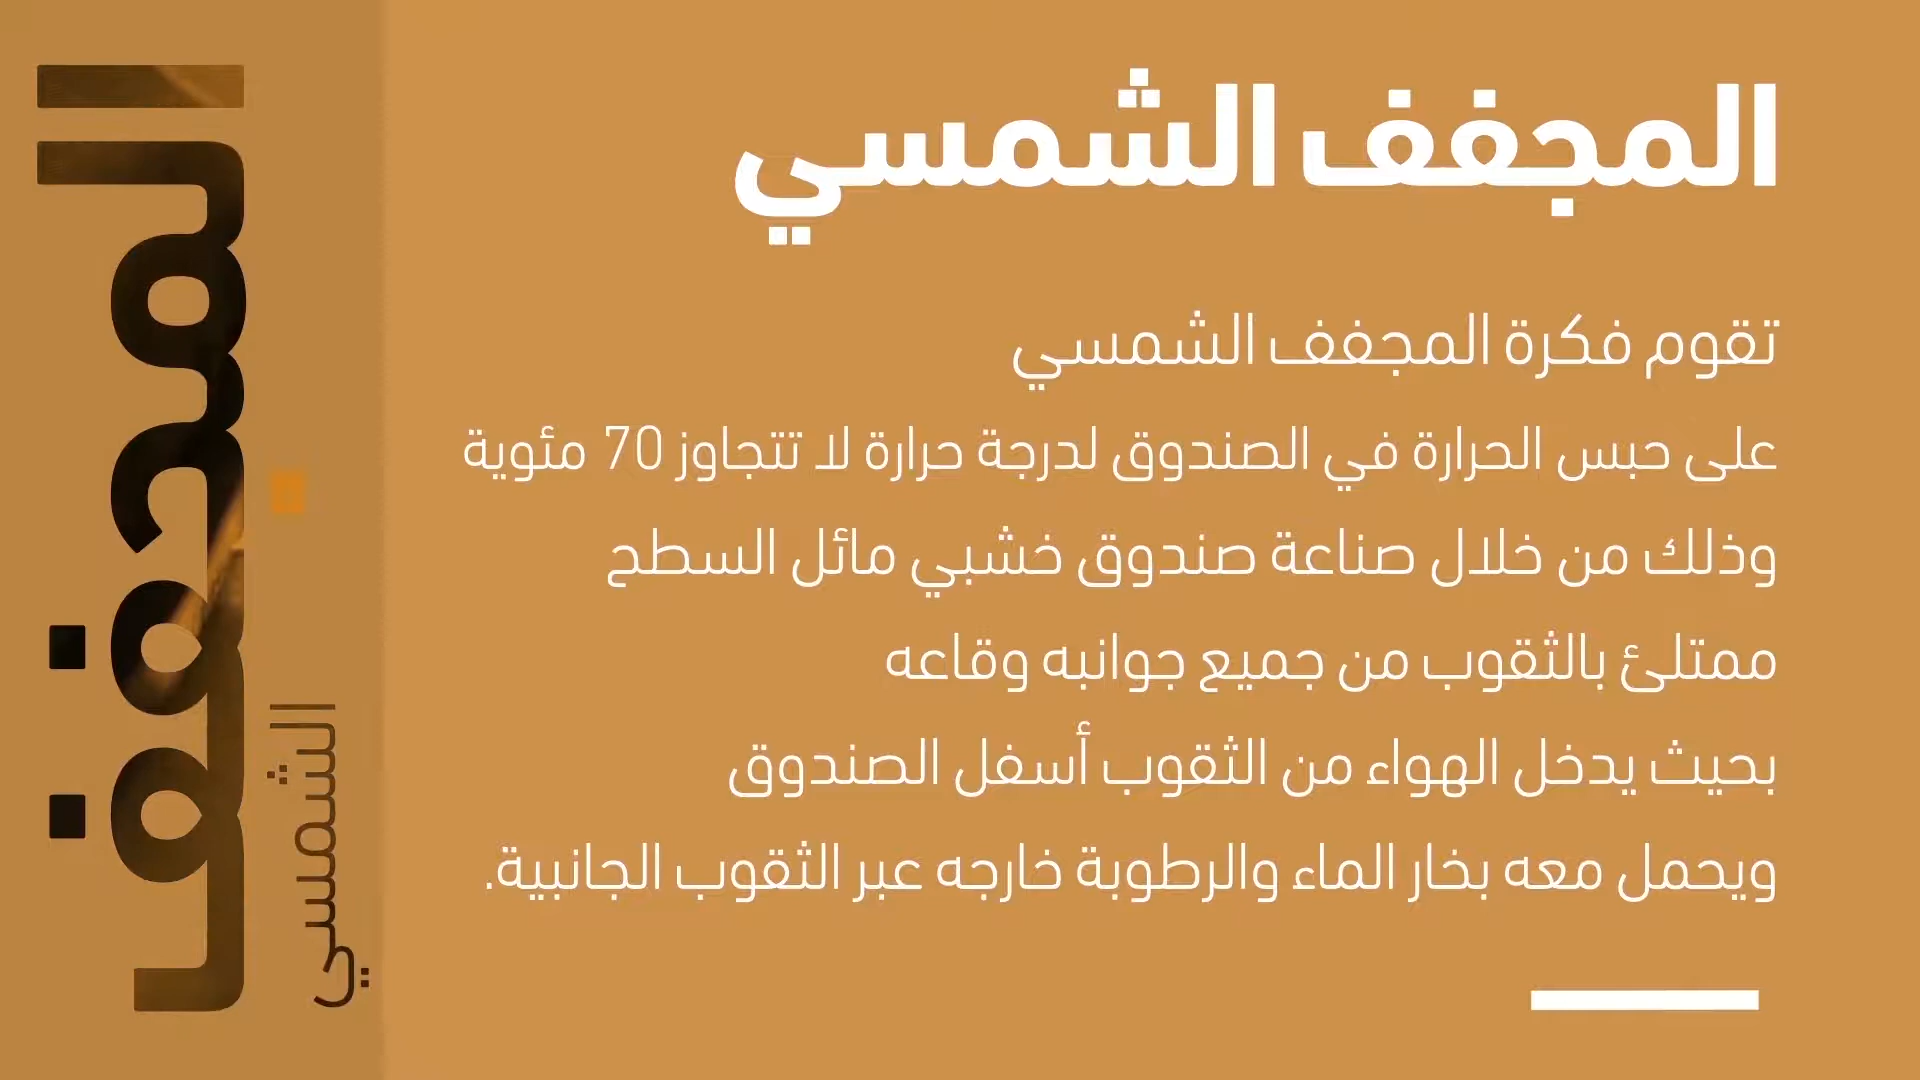 المجفف الشمسي
تقوم فكرة المجفف الشمسي
على حبس الحرارة في الصندوق لدرجة حرارة لا تتجاوز 70 مئوية
وذلك من خلال صناعة صندوق خشبي مائل السطح
ممتلئ بالثقوب من جميع جوانبه وقاعه
بحيث يدخل الهواء من الثقوب أسفل الصندوق
ويحمل معه بخار الماء والرطوبة خارجه عبر الثقوب الجانبية.
المجفف
الشمسي